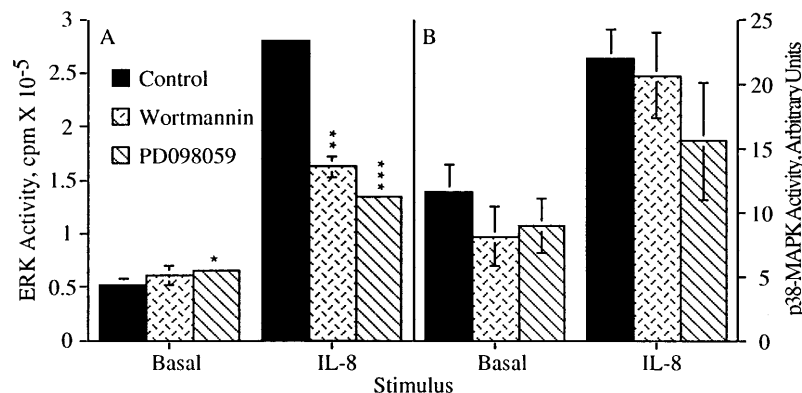 A
B
Control
Wortmannin
PD098059
ERK Activity, cpm X 10-5
3
2.5
2
1.5
1
0.5
0
**
***
*
p38-MAPK Activity, Arbitrary Units
25
20
15
10
5
0
Basal
IL-8
Basal
IL-8
Stimulus